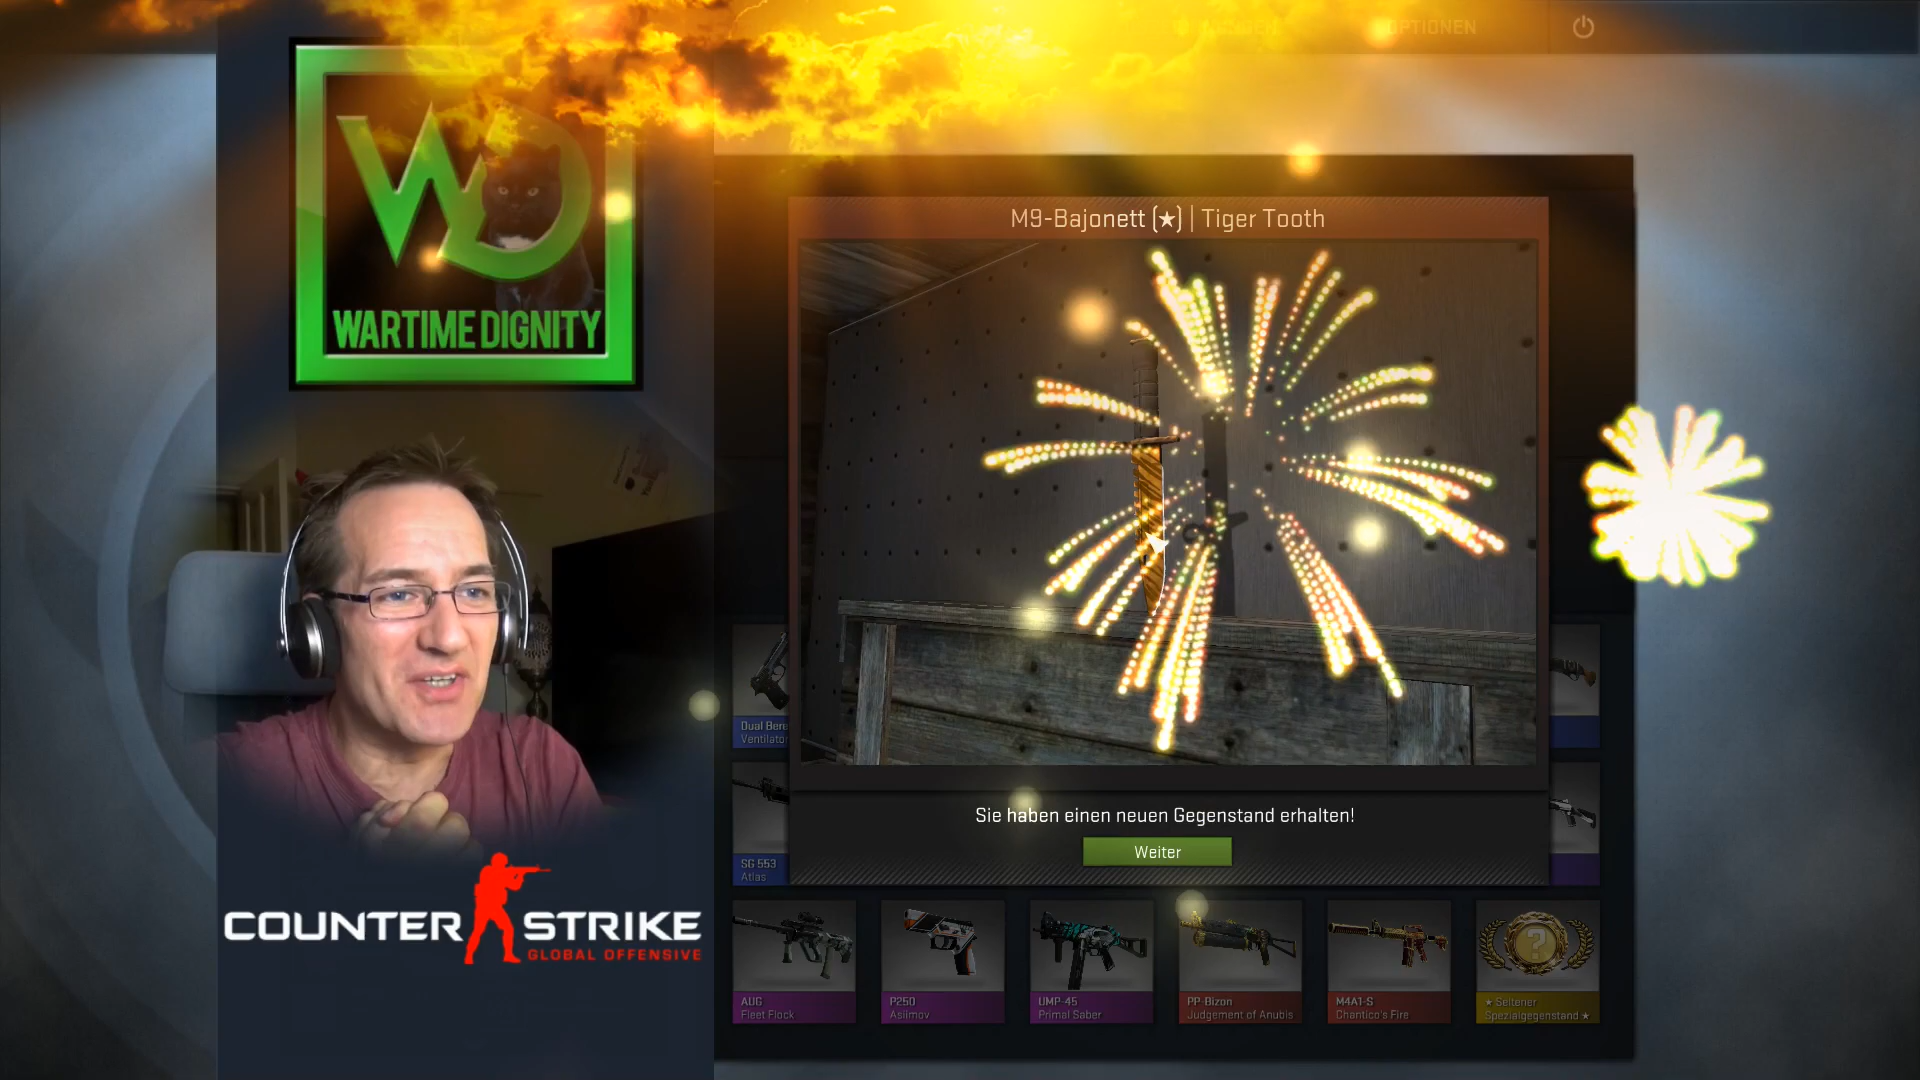 OPTIONEN
WD
WARTIME DIGNITY
M9-Bajonett (★) | Tiger Tooth
Dual Bere
Ventilator
SG 553
Atlas
Sie haben einen neuen Gegenstand erhalten!
Weiter
COUNTER STRIKE
GLOBAL OFFENSIVE
AUG
Fleet Flock
P250
Asiimov
UMP-45
Primal Saber
PP-Bizon
Judgement of Anubis
M4A1-S
Chantico's Fire
?
★ Seltener
Spezialgegenstand ★